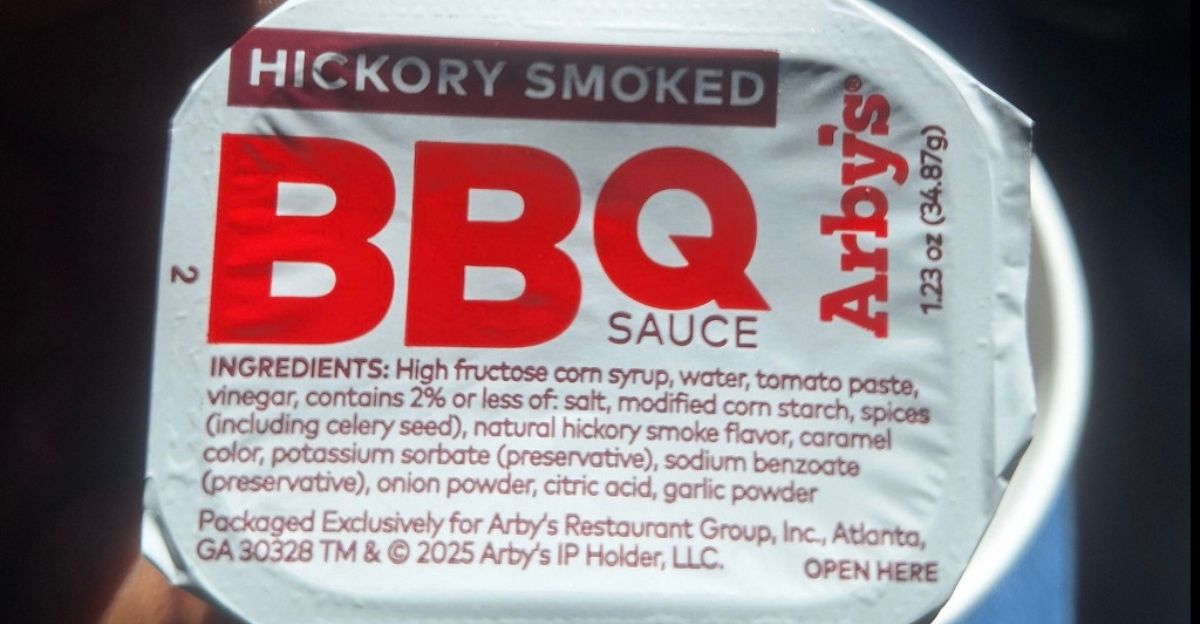 HICKORY SMOKED
BBQ
SAUCE
Arby's®
1.23 oz (34.87g)
2
INGREDIENTS: High fructose corn syrup, water, tomato paste,
vinegar, contains 2% or less of: salt, modified corn starch, spices
(including celery seed), natural hickory smoke flavor, caramel
color, potassium sorbate (preservative), sodium benzoate
(preservative), onion powder, citric acid, garlic powder
Packaged Exclusively for Arby's Restaurant Group, Inc., Atlanta,
GA 30328 TM & © 2025 Arby's IP Holder, LLC.
OPEN HERE